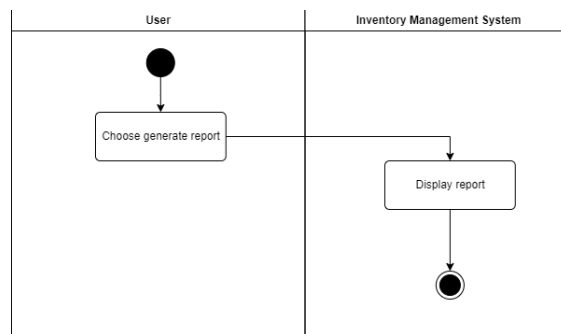 User
Inventory Management System
Choose generate report
Display report